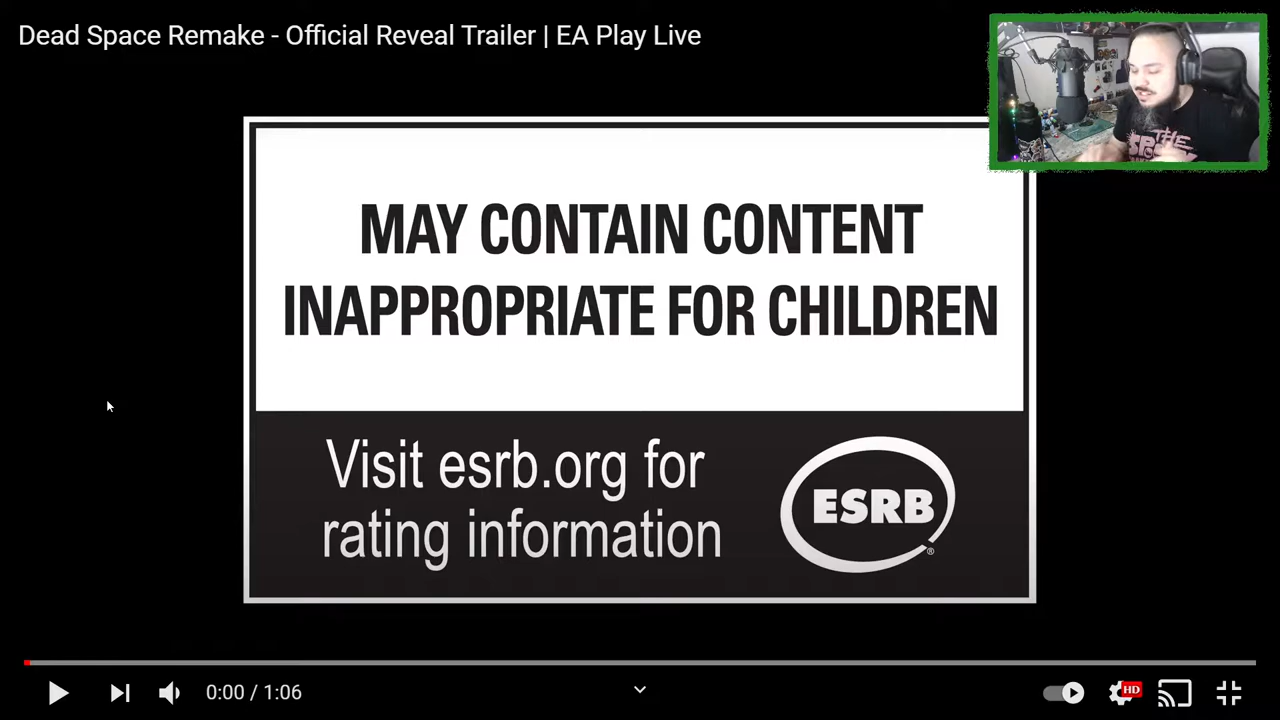 Dead Space Remake - Official Reveal Trailer | EA Play Live
MAY CONTAIN CONTENT
INAPPROPRIATE FOR CHILDREN
Visit esrb.org for
rating information
ESRB
®
THE
0:00 / 1:06
HD